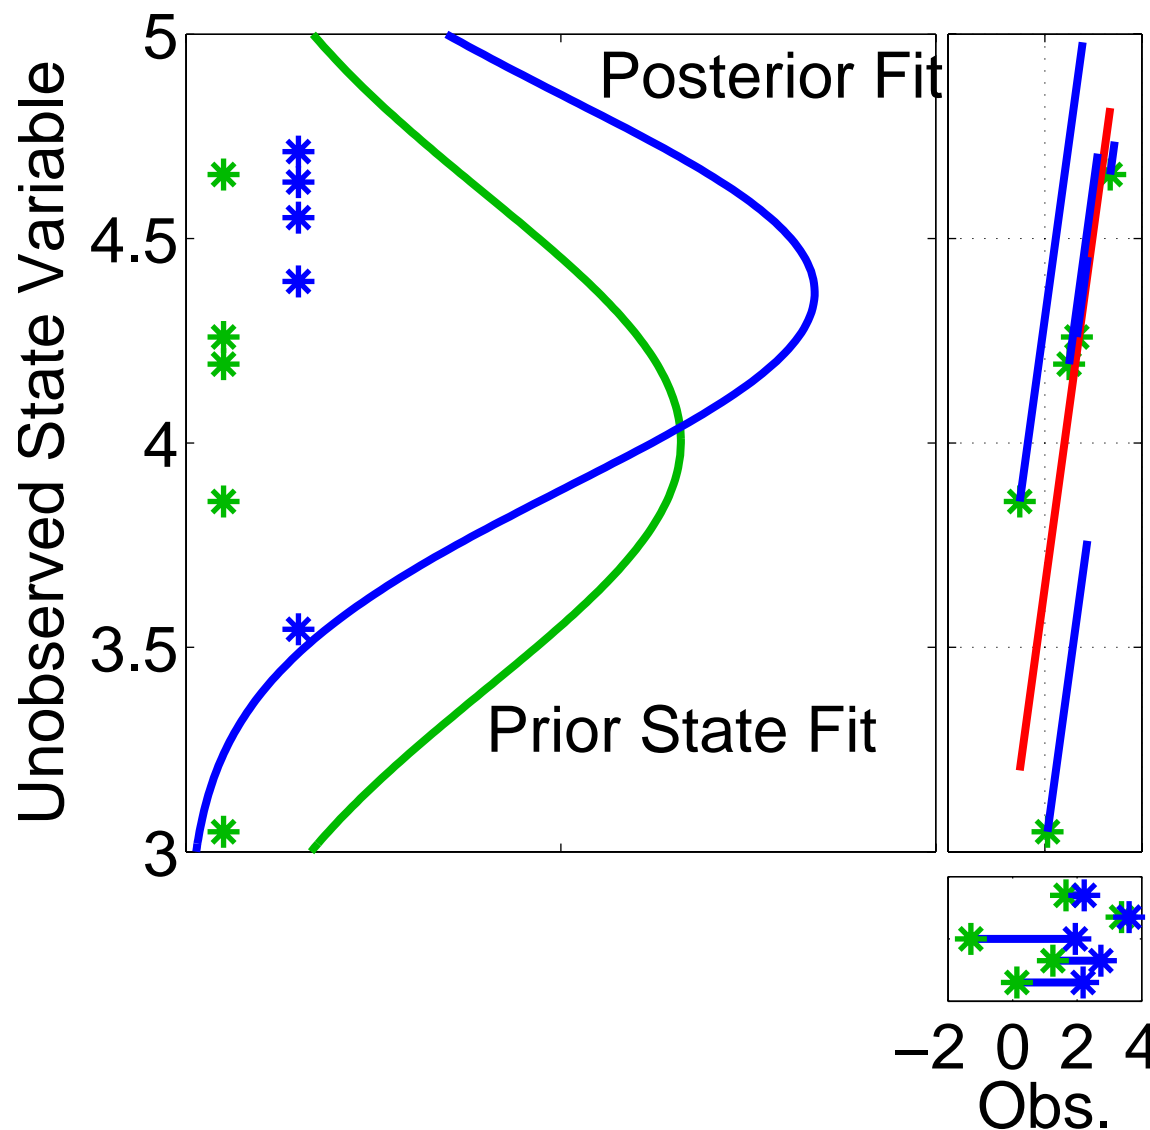 5
Posterior Fit
4.5
Unobserved State Variable
4
3.5
Prior State Fit
3
−2 0 2 4
Obs.